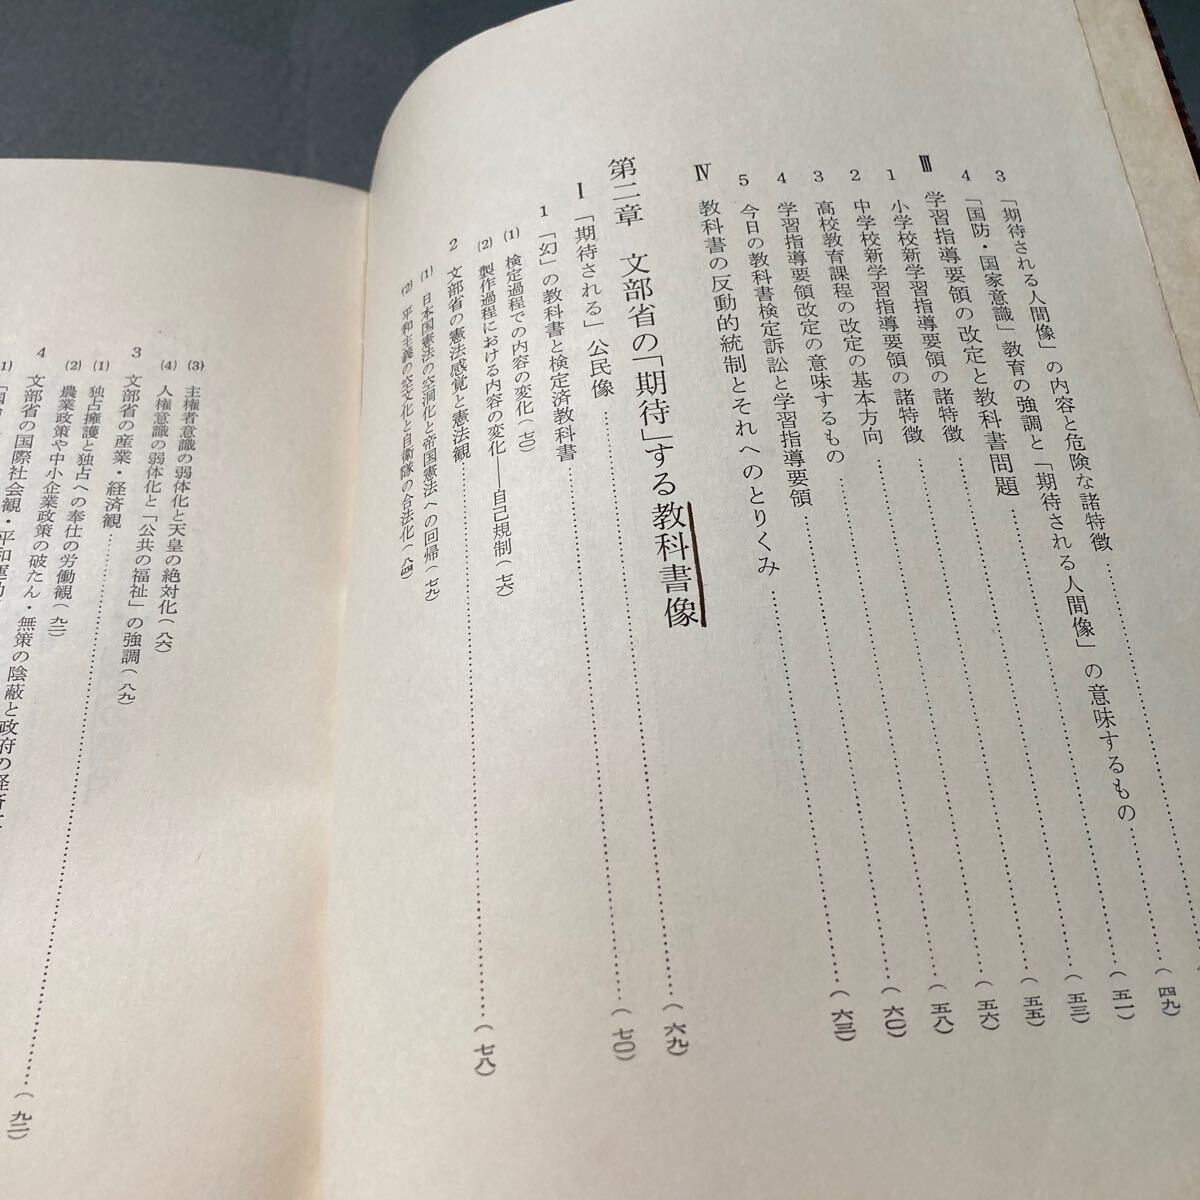 3 「期待される人間像」の内容と危険な諸特徴
4 「国防・国家意識」教育の強調と「期待される人間像」の意味するもの……(四九)
Ⅲ 学習指導要領の改定と教科書問題……(五一)
1 小学校新学習指導要領の諸特徴……(五三)
2 中学校新学習指導要領の諸特徴……(五五)
3 高校教育課程の改定の基本方向……(五六)
4 学習指導要領改定の意味するもの……(五八)
5 今日の教科書検定訴訟と学習指導要領……(六〇)
Ⅳ 教科書の反動的統制とそれへのとりくみ……(六三)
第二章 文部省の「期待」する教科書像
Ⅰ 「期待される」公民像……(六九)
1 「幻」の教科書と検定済教科書……(七〇)
(1) 検定過程での内容の変化(七〇)
(2) 製作過程における内容の変化――自己規制(七六)
2 文部省の憲法感覚と憲法観……(七八)
(1) 日本国憲法の空洞化と帝国憲法への回帰(七九)
(2) 平和主義の空文化と自衛隊の合法化(八四)
(3) 主権者意識の弱体化と天皇の絶対化(八六)
(4) 人権意識の弱体化と「公共の福祉」の強調(八九)
3 文部省の産業・経済観……(九二)
(1) 独占擁護と独占への奉仕の労働観(九二)
(2) 農業政策や中小企業政策の破たん・無策の陰蔽と政府の経済
4 文部省の国際社会観・平和運動